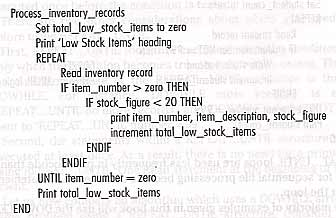 Process_inventory_records
Set total_low_stock_items to zero
Print 'Low Stock Items' heading
REPEAT
Read inventory record
IF item_number > zero THEN
IF stock_figure < 20 THEN
print item_number, item_description, stock_figure
increment total_low_stock_items
ENDIF
ENDIF
UNTIL item_number = zero
Print total_low_stock_items
END